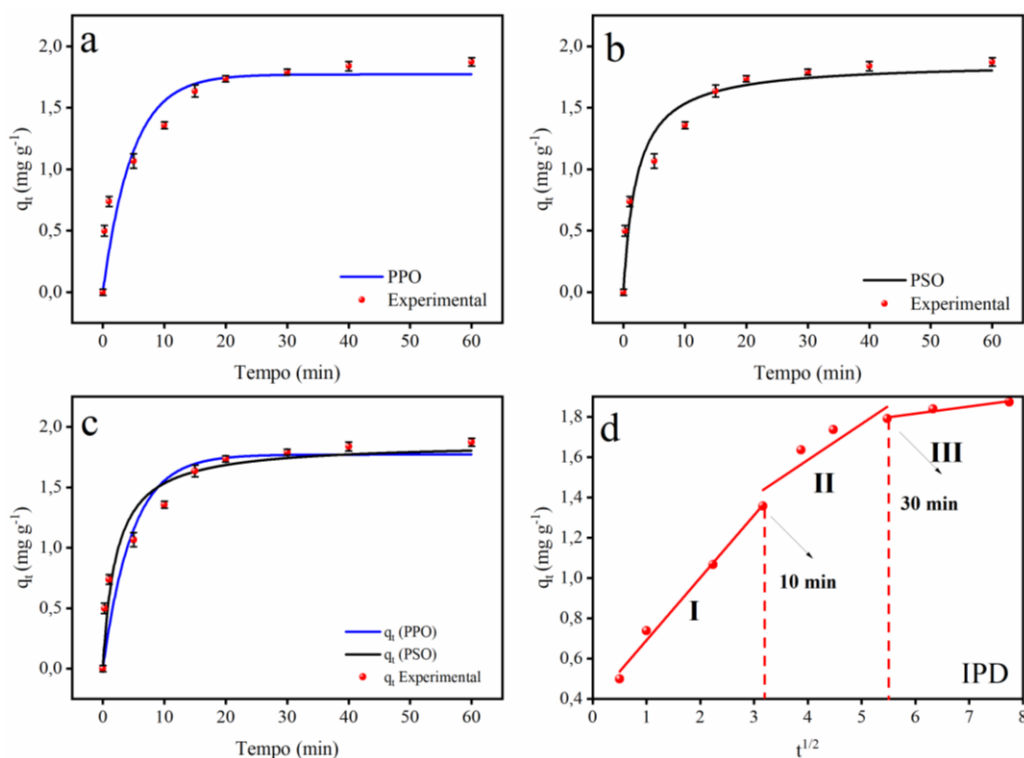 a
2,0
1,5
1,0
0,5
0,0
qt (mg g-1)
PPO
Experimental
0 10 20 30 40 50 60
Tempo (min)
b
2,0
1,5
1,0
0,5
0,0
qt (mg g-1)
PSO
Experimental
0 10 20 30 40 50 60
Tempo (min)
c
2,0
1,5
1,0
0,5
0,0
qt (mg g-1)
qt (PPO)
qt (PSO)
qt Experimental
0 10 20 30 40 50 60
Tempo (min)
d
1,8
1,6
1,4
1,2
1,0
0,8
0,6
0,4
qt (mg g-1)
I
II
III
10 min
30 min
IPD
0 1 2 3 4 5 6 7 8
t1/2